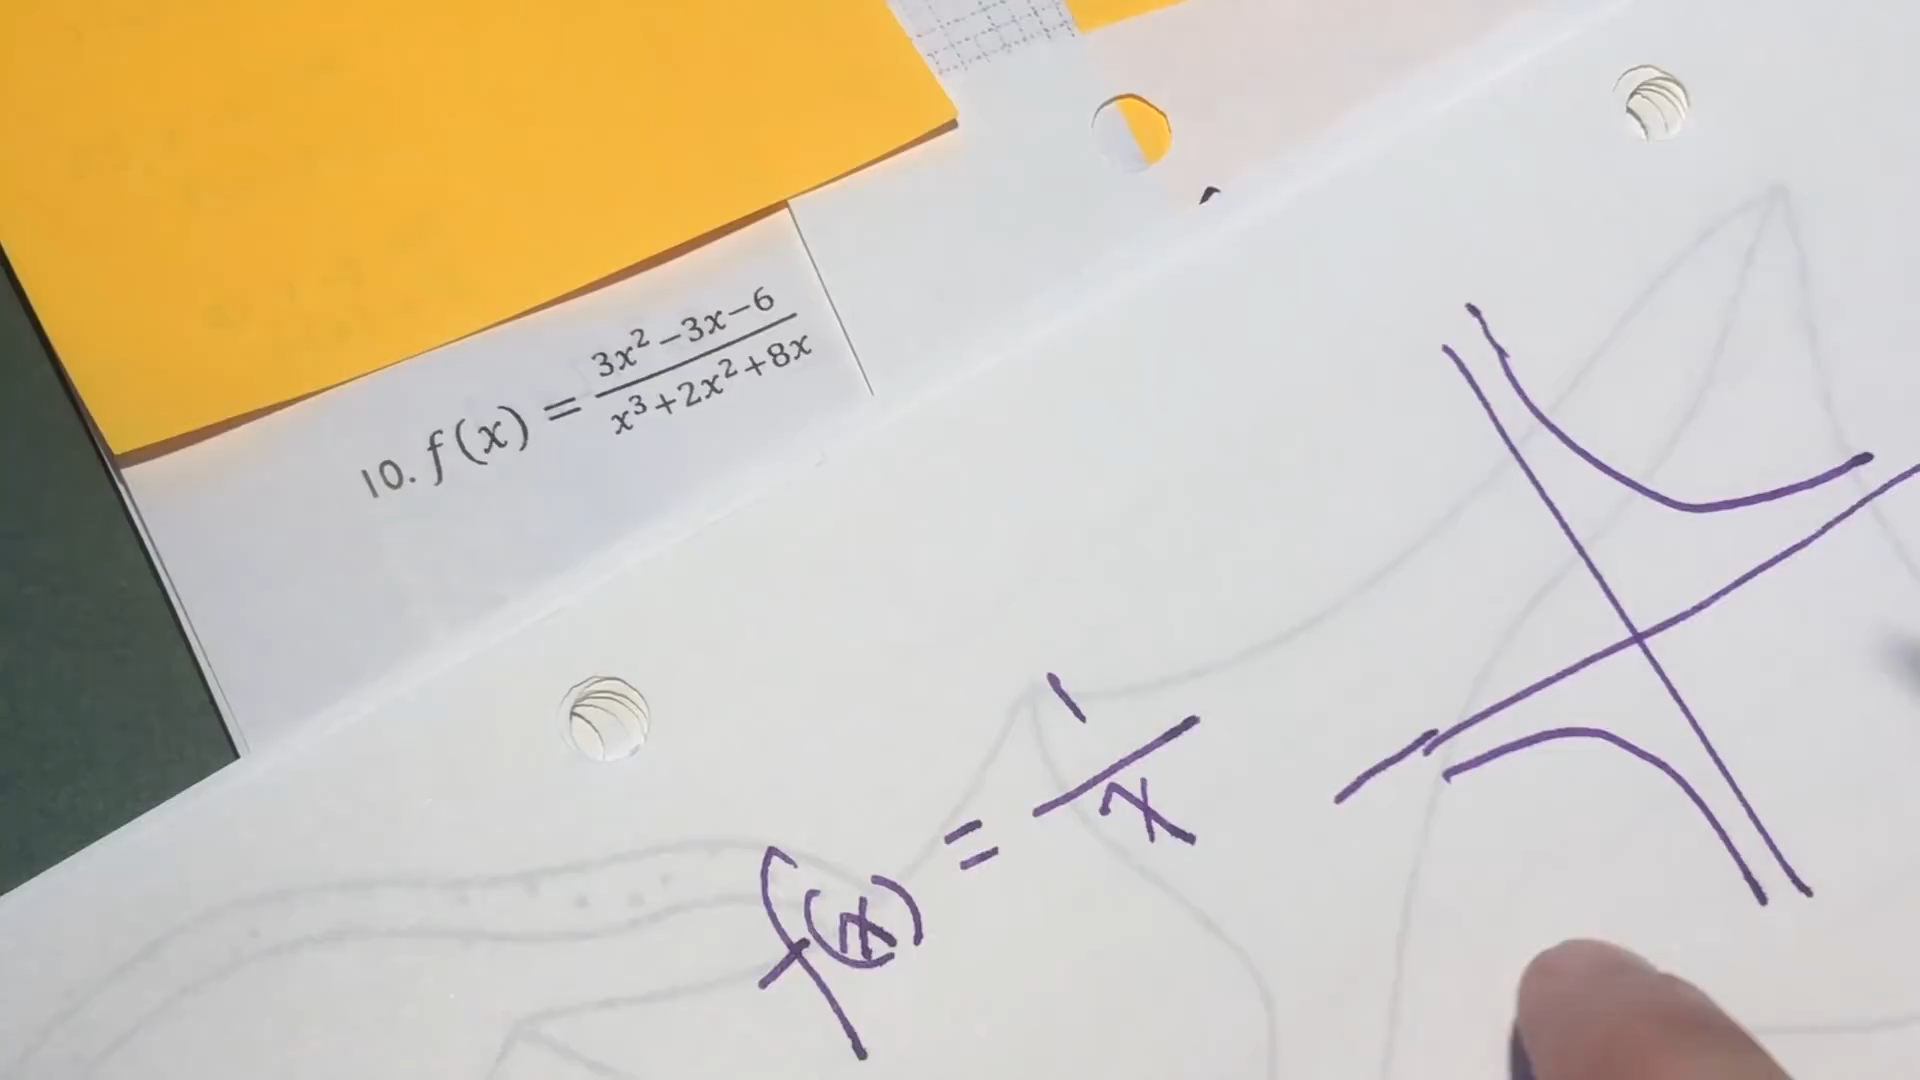 10. f(x) = 3x²−3x−6 / x³+2x²+8x
f(x) = 1/x